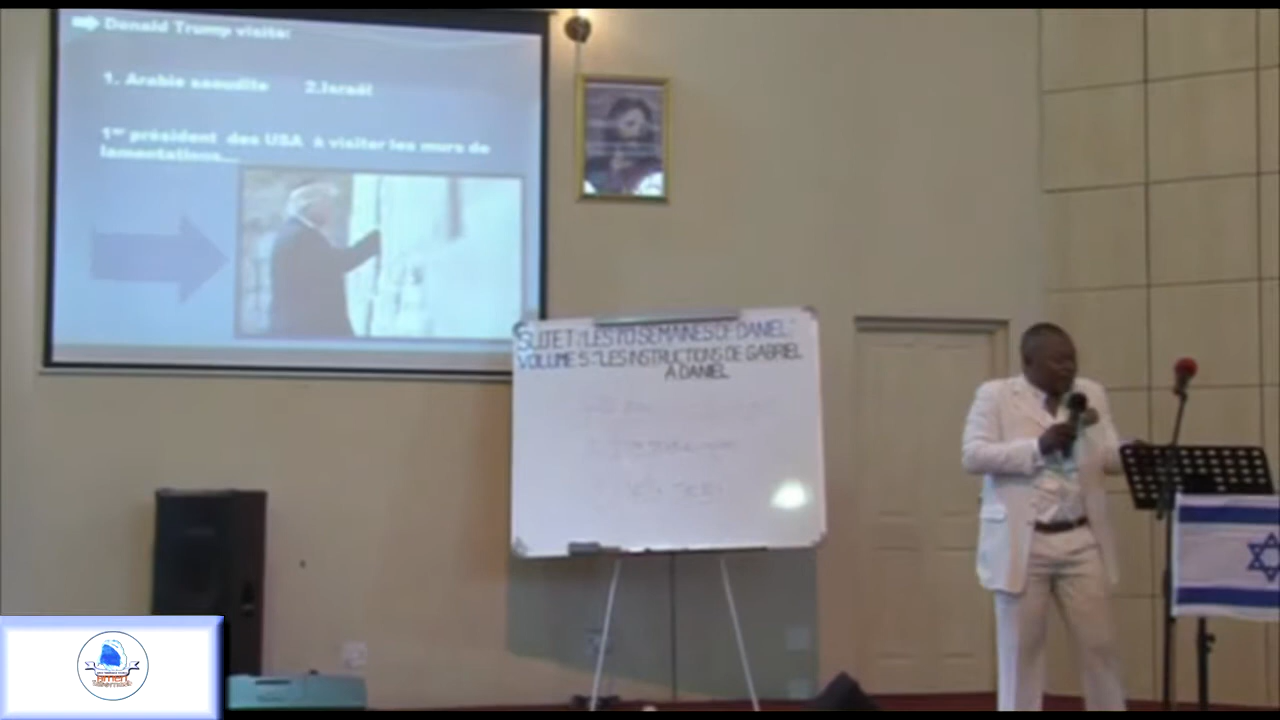 Donald Trump visite:
1. Arabie saoudite 2.Israël
1er président des USA à visiter les murs de
lamentations...
SUJET: "LES 70 SEMAINES DE DANIEL"
VOLUME 5: "LES INSTRUCTIONS DE GABRIEL
A DANIEL